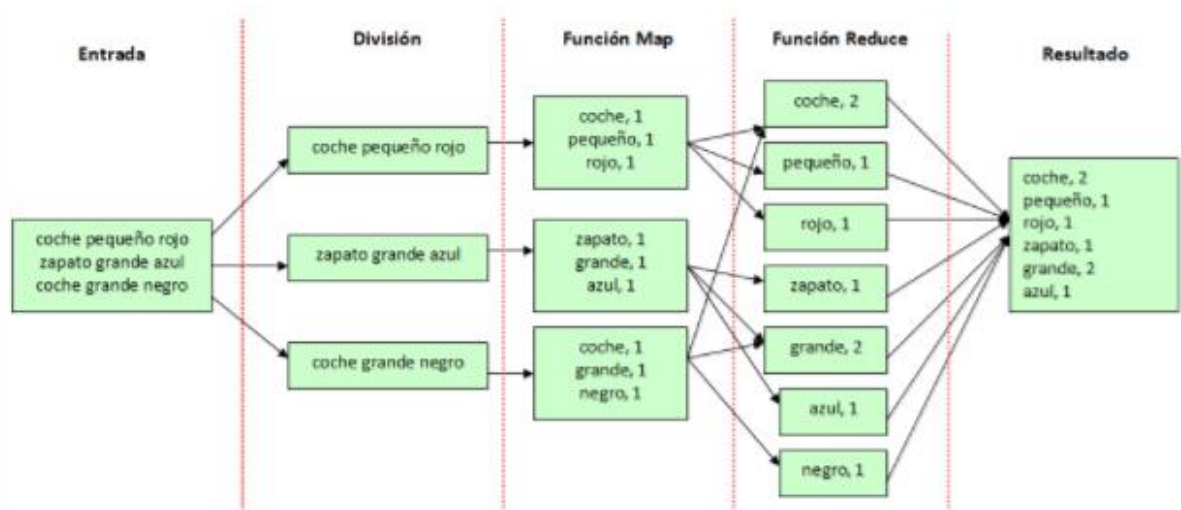 Entrada
División
Función Map
Función Reduce
Resultado
coche pequeño rojo
zapato grande azul
coche grande negro
coche pequeño rojo
zapato grande azul
coche grande negro
coche, 1
pequeño, 1
rojo, 1
zapato, 1
grande, 1
azul, 1
coche, 1
grande, 1
negro, 1
coche, 2
pequeño, 1
rojo, 1
zapato, 1
grande, 2
azul, 1
negro, 1
coche, 2
pequeño, 1
rojo, 1
zapato, 1
grande, 2
azul, 1